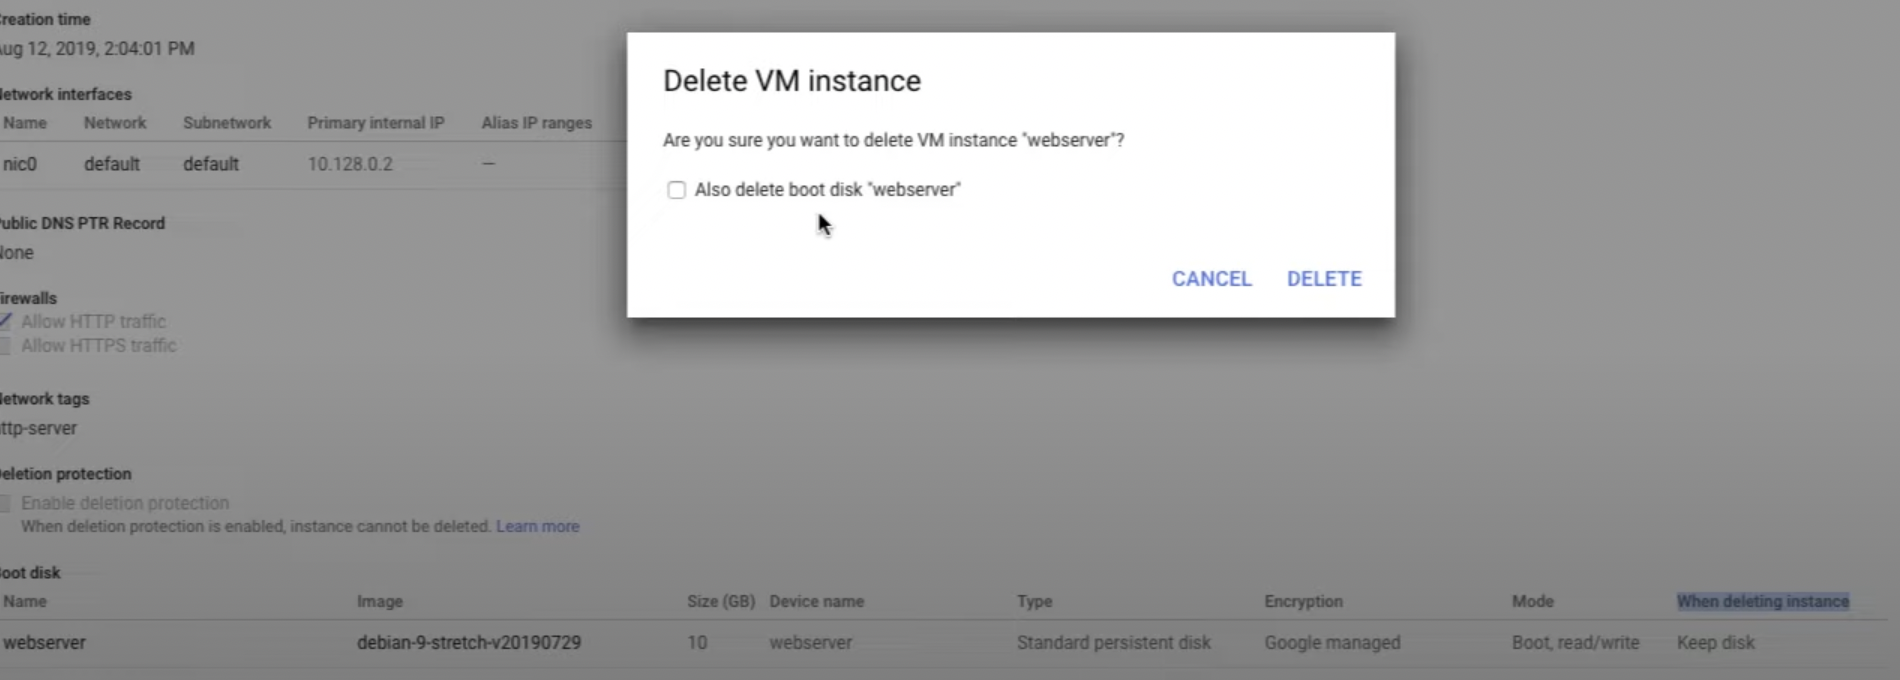 reation time
ug 12, 2019, 2:04:01 PM
etwork interfaces
Name Network Subnetwork Primary internal IP Alias IP ranges
nic0 default default 10.128.0.2 —
ublic DNS PTR Record
one
irewalls
Allow HTTP traffic
Allow HTTPS traffic
etwork tags
ttp-server
eletion protection
Enable deletion protection
When deletion protection is enabled, instance cannot be deleted. Learn more
oot disk
Name Image Size (GB) Device name Type Encryption Mode When deleting instance
webserver debian-9-stretch-v20190729 10 webserver Standard persistent disk Google managed Boot, read/write Keep disk
Delete VM instance
Are you sure you want to delete VM instance "webserver"?
Also delete boot disk "webserver"
CANCEL DELETE